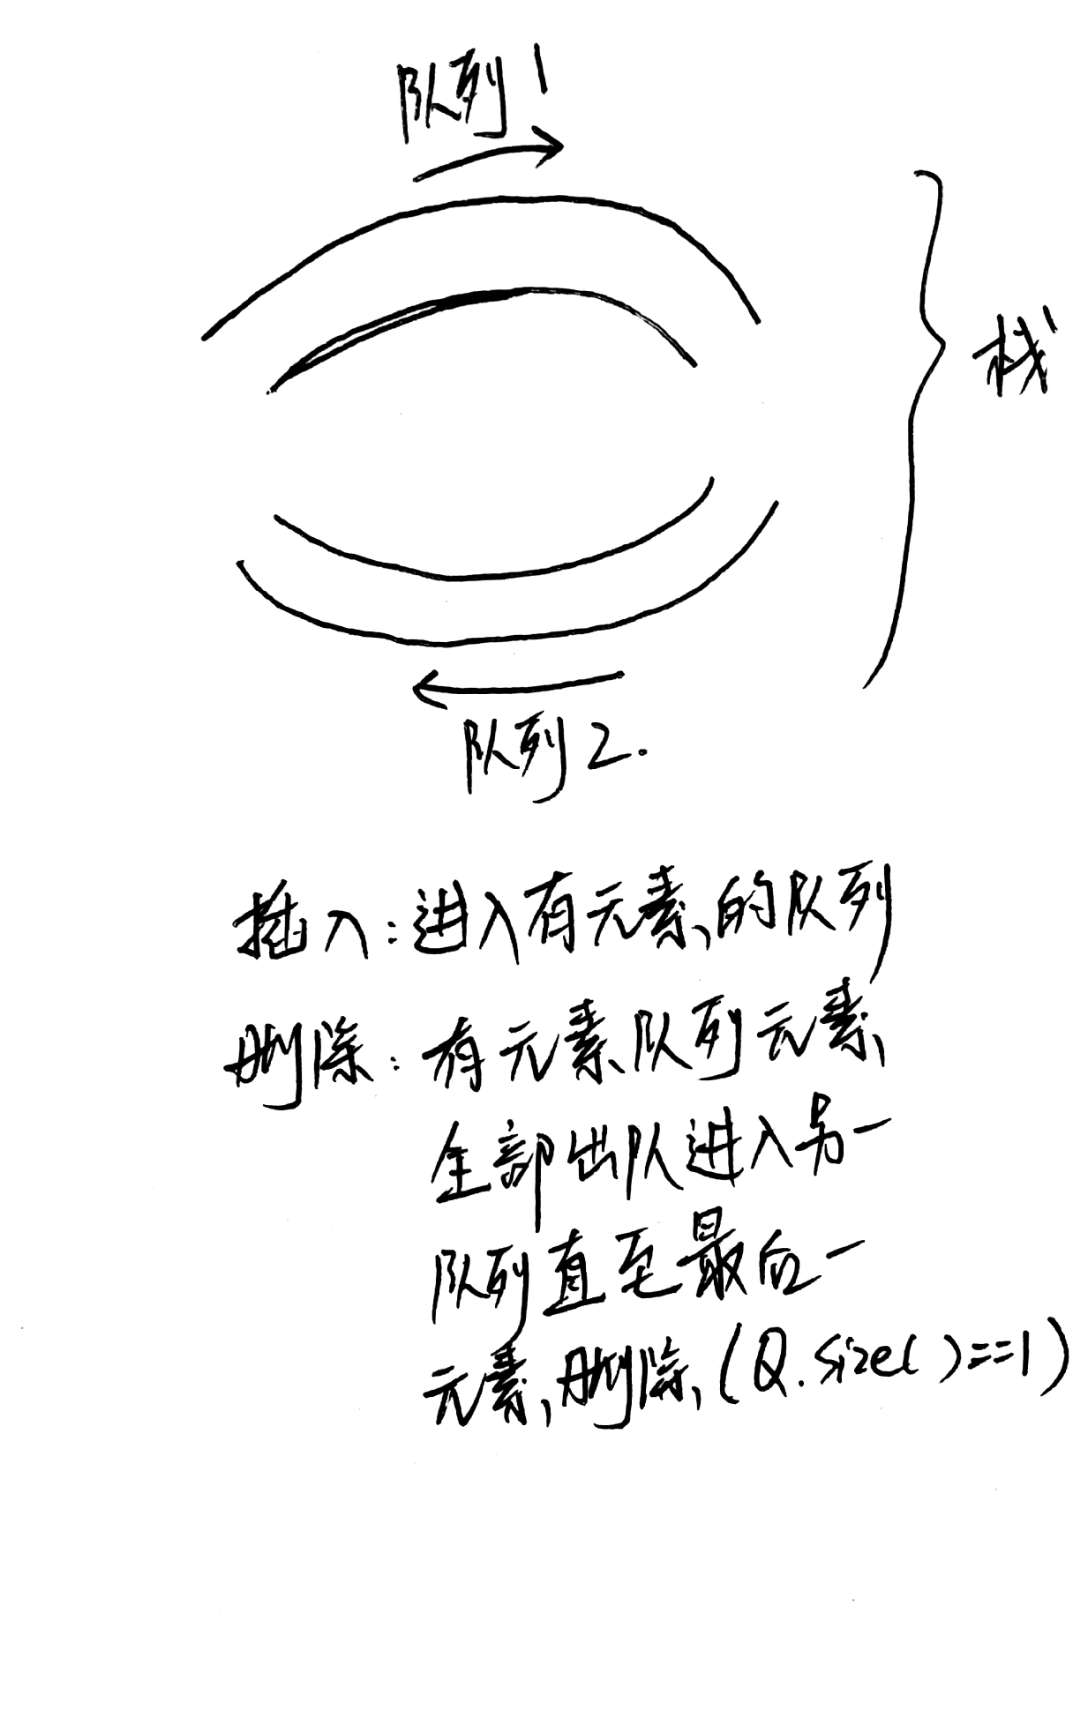 队列1
栈
队列2.
插入:进入有元素的队列
删除:有元素队列元素
全部出队进入另一
队列直至最后一
元素,删除,(Q.size()==1)